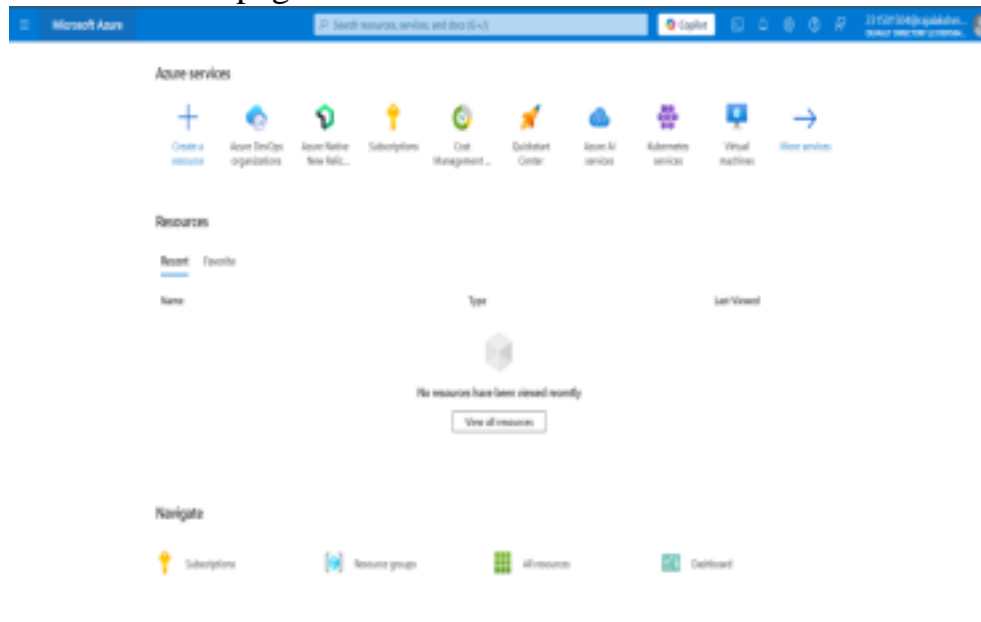 Microsoft Azure
Search resources, services, and docs (G+/)
Copilot
Azure services
Create a resource
Azure DevOps organizations
Azure Native New Relic...
Subscriptions
Cost Management ...
Quickstart Center
Azure AI services
Kubernetes services
Virtual machines
More services
Resources
Recent Favorite
Name Type Last Viewed
No resources have been viewed recently
View all resources
Navigate
Subscriptions Resource groups All resources Dashboard